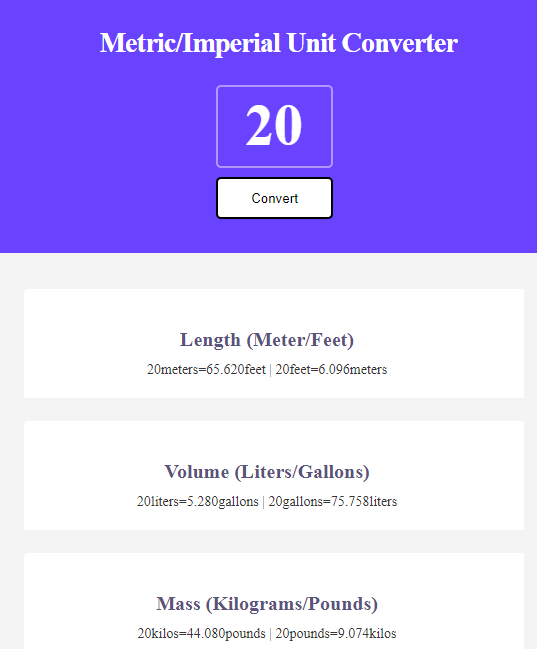 Metric/Imperial Unit Converter
20
Convert
Length (Meter/Feet)
20meters=65.620feet | 20feet=6.096meters
Volume (Liters/Gallons)
20liters=5.280gallons | 20gallons=75.758liters
Mass (Kilograms/Pounds)
20kilos=44.080pounds | 20pounds=9.074kilos